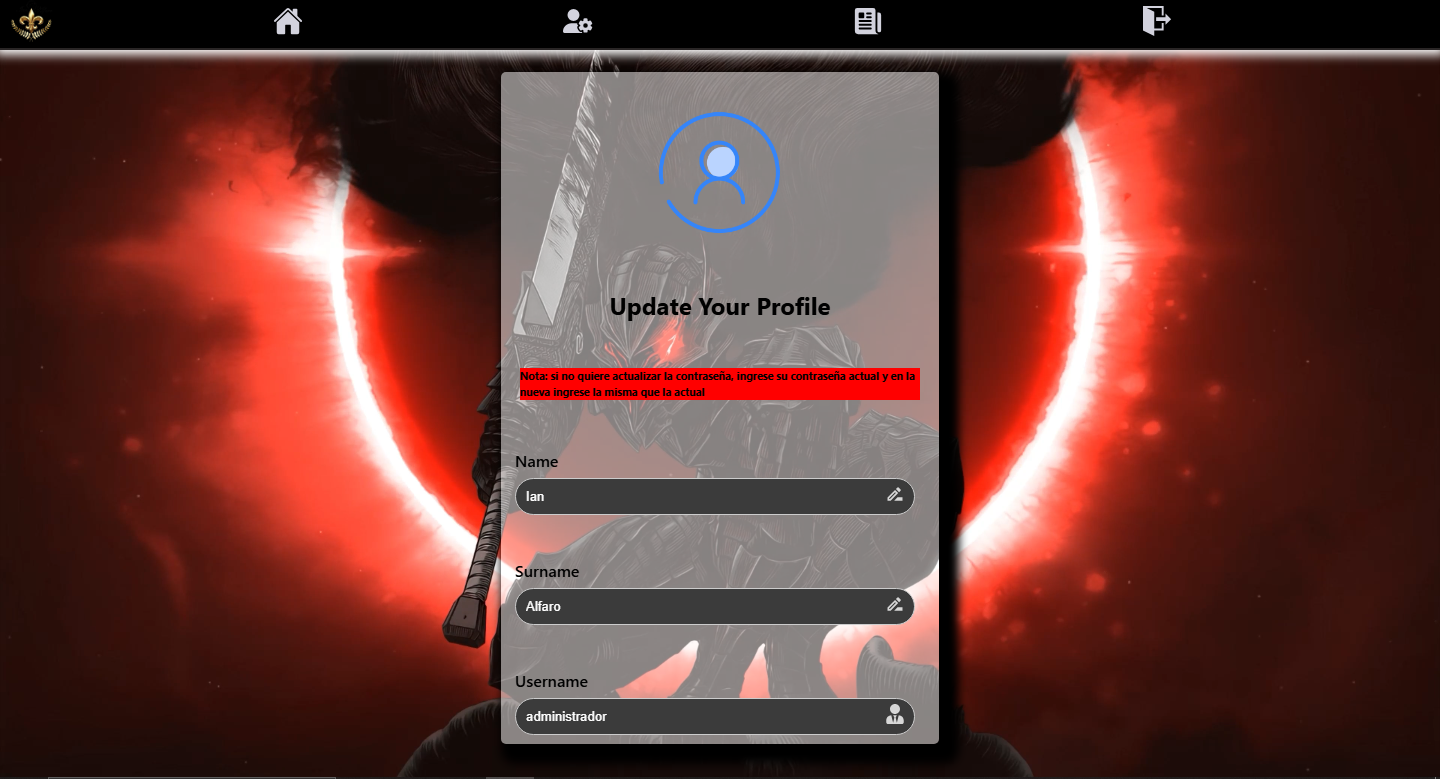 Update Your Profile
Nota: si no quiere actualizar la contraseña, ingrese su contraseña actual y en la
nueva ingrese la misma que la actual
Name
Ian
Surname
Alfaro
Username
administrador